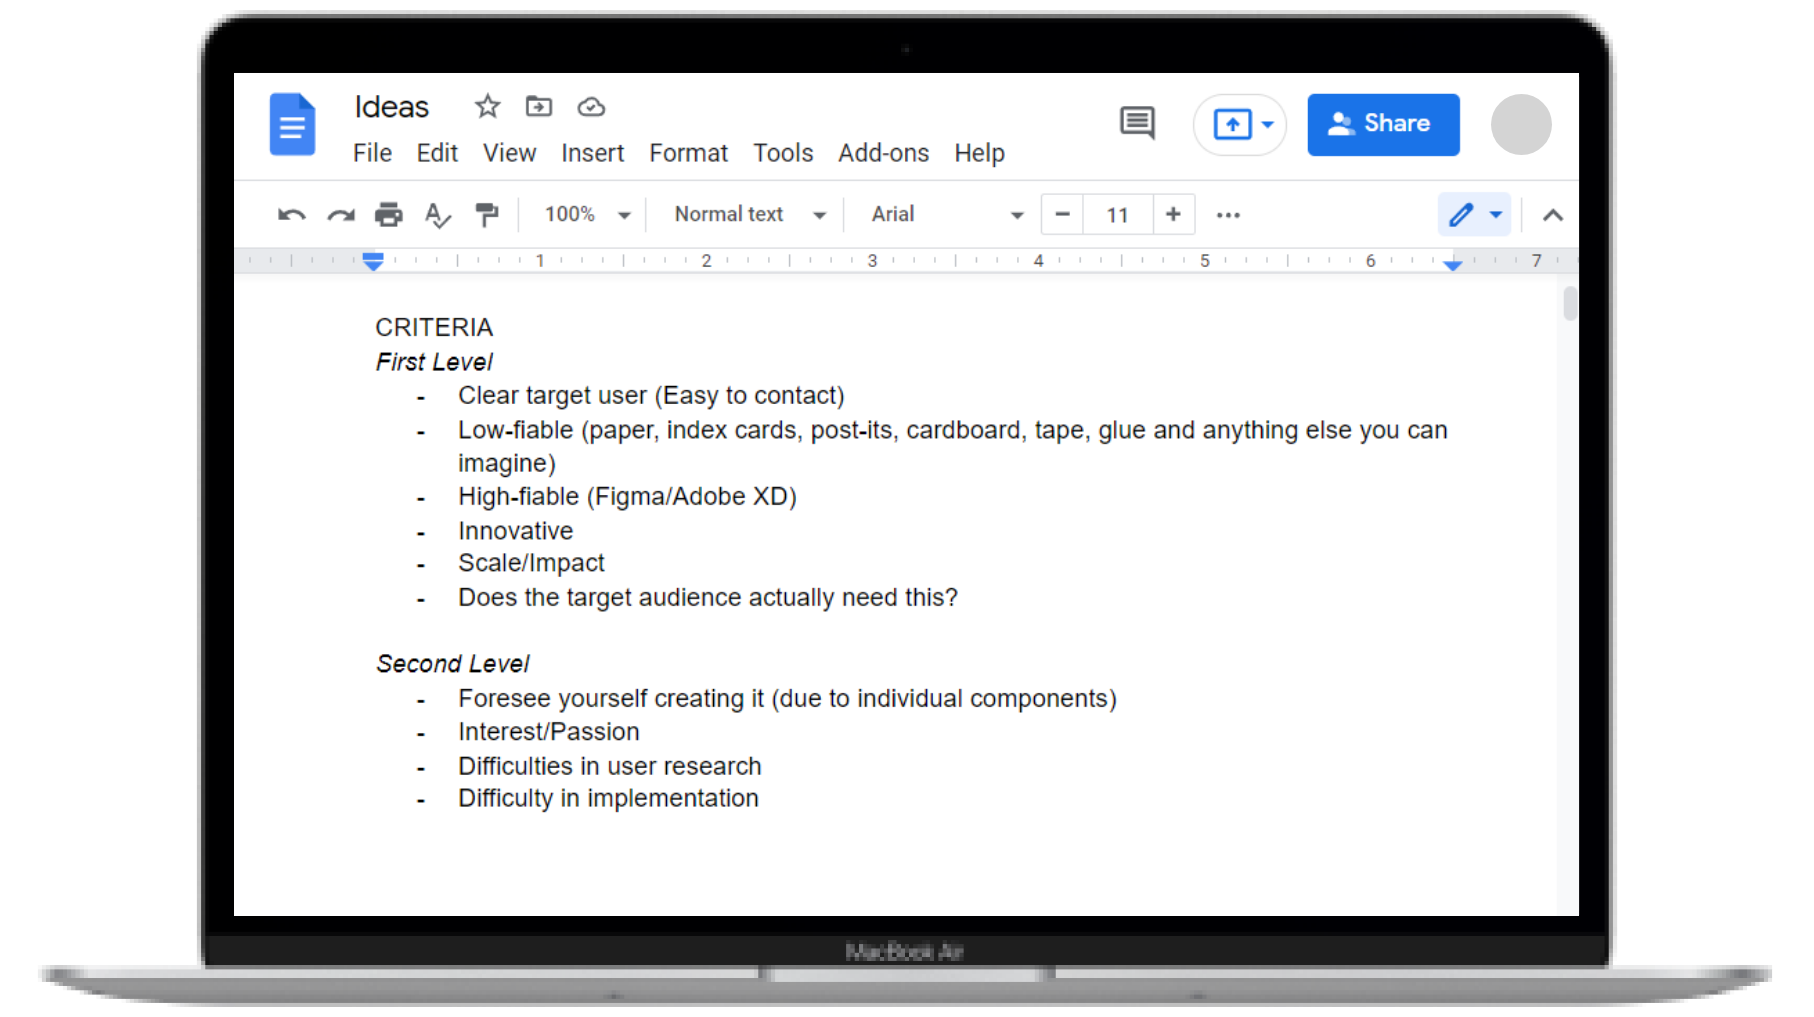 Ideas
Share
File Edit View Insert Format Tools Add-ons Help
100% Normal text Arial - 11 + ...
1 2 3 4 5 6 7
CRITERIA
First Level
- Clear target user (Easy to contact)
- Low-fiable (paper, index cards, post-its, cardboard, tape, glue and anything else you can
imagine)
- High-fiable (Figma/Adobe XD)
- Innovative
- Scale/Impact
- Does the target audience actually need this?
Second Level
- Foresee yourself creating it (due to individual components)
- Interest/Passion
- Difficulties in user research
- Difficulty in implementation
MacBook Air